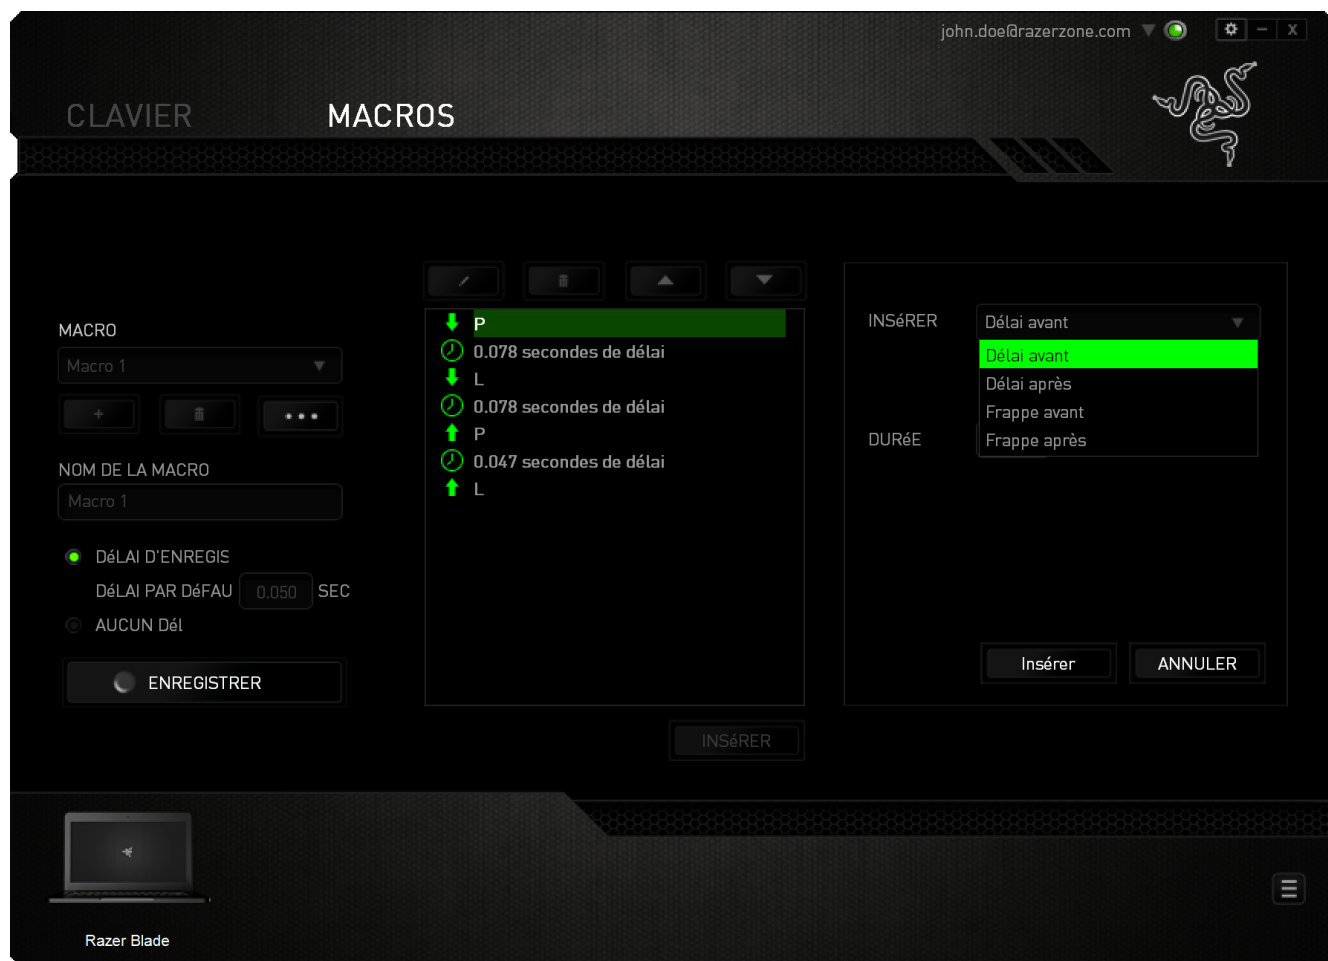 john.doe@razerzone.com
CLAVIER
MACROS
MACRO
Macro 1
NOM DE LA MACRO
Macro 1
DéLAI D'ENREGIS
DéLAI PAR DéFAU 0.050 SEC
AUCUN Dél
ENREGISTRER
P
0.078 secondes de délai
L
0.078 secondes de délai
P
0.047 secondes de délai
L
INSéRER
INSéRER Délai avant
Délai avant
Délai après
Frappe avant
Frappe après
DURéE
Insérer ANNULER
Razer Blade